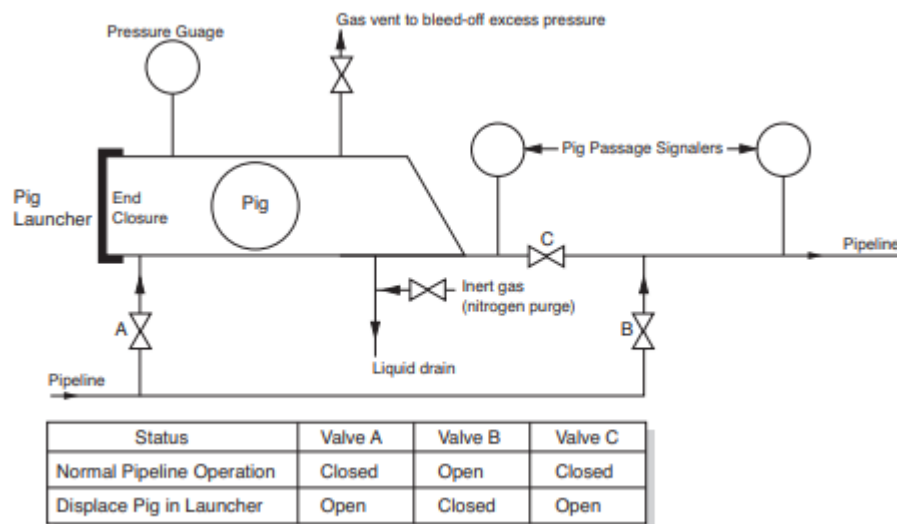 Gas vent to bleed-off excess pressure
Pressure Guage
Pig Passage Signalers
Pig
Launcher
End
Closure
Pig
C
Pipeline
Inert gas
(nitrogen purge)
A
B
Liquid drain
Pipeline
Status Valve A Valve B Valve C
Normal Pipeline Operation Closed Open Closed
Displace Pig in Launcher Open Closed Open